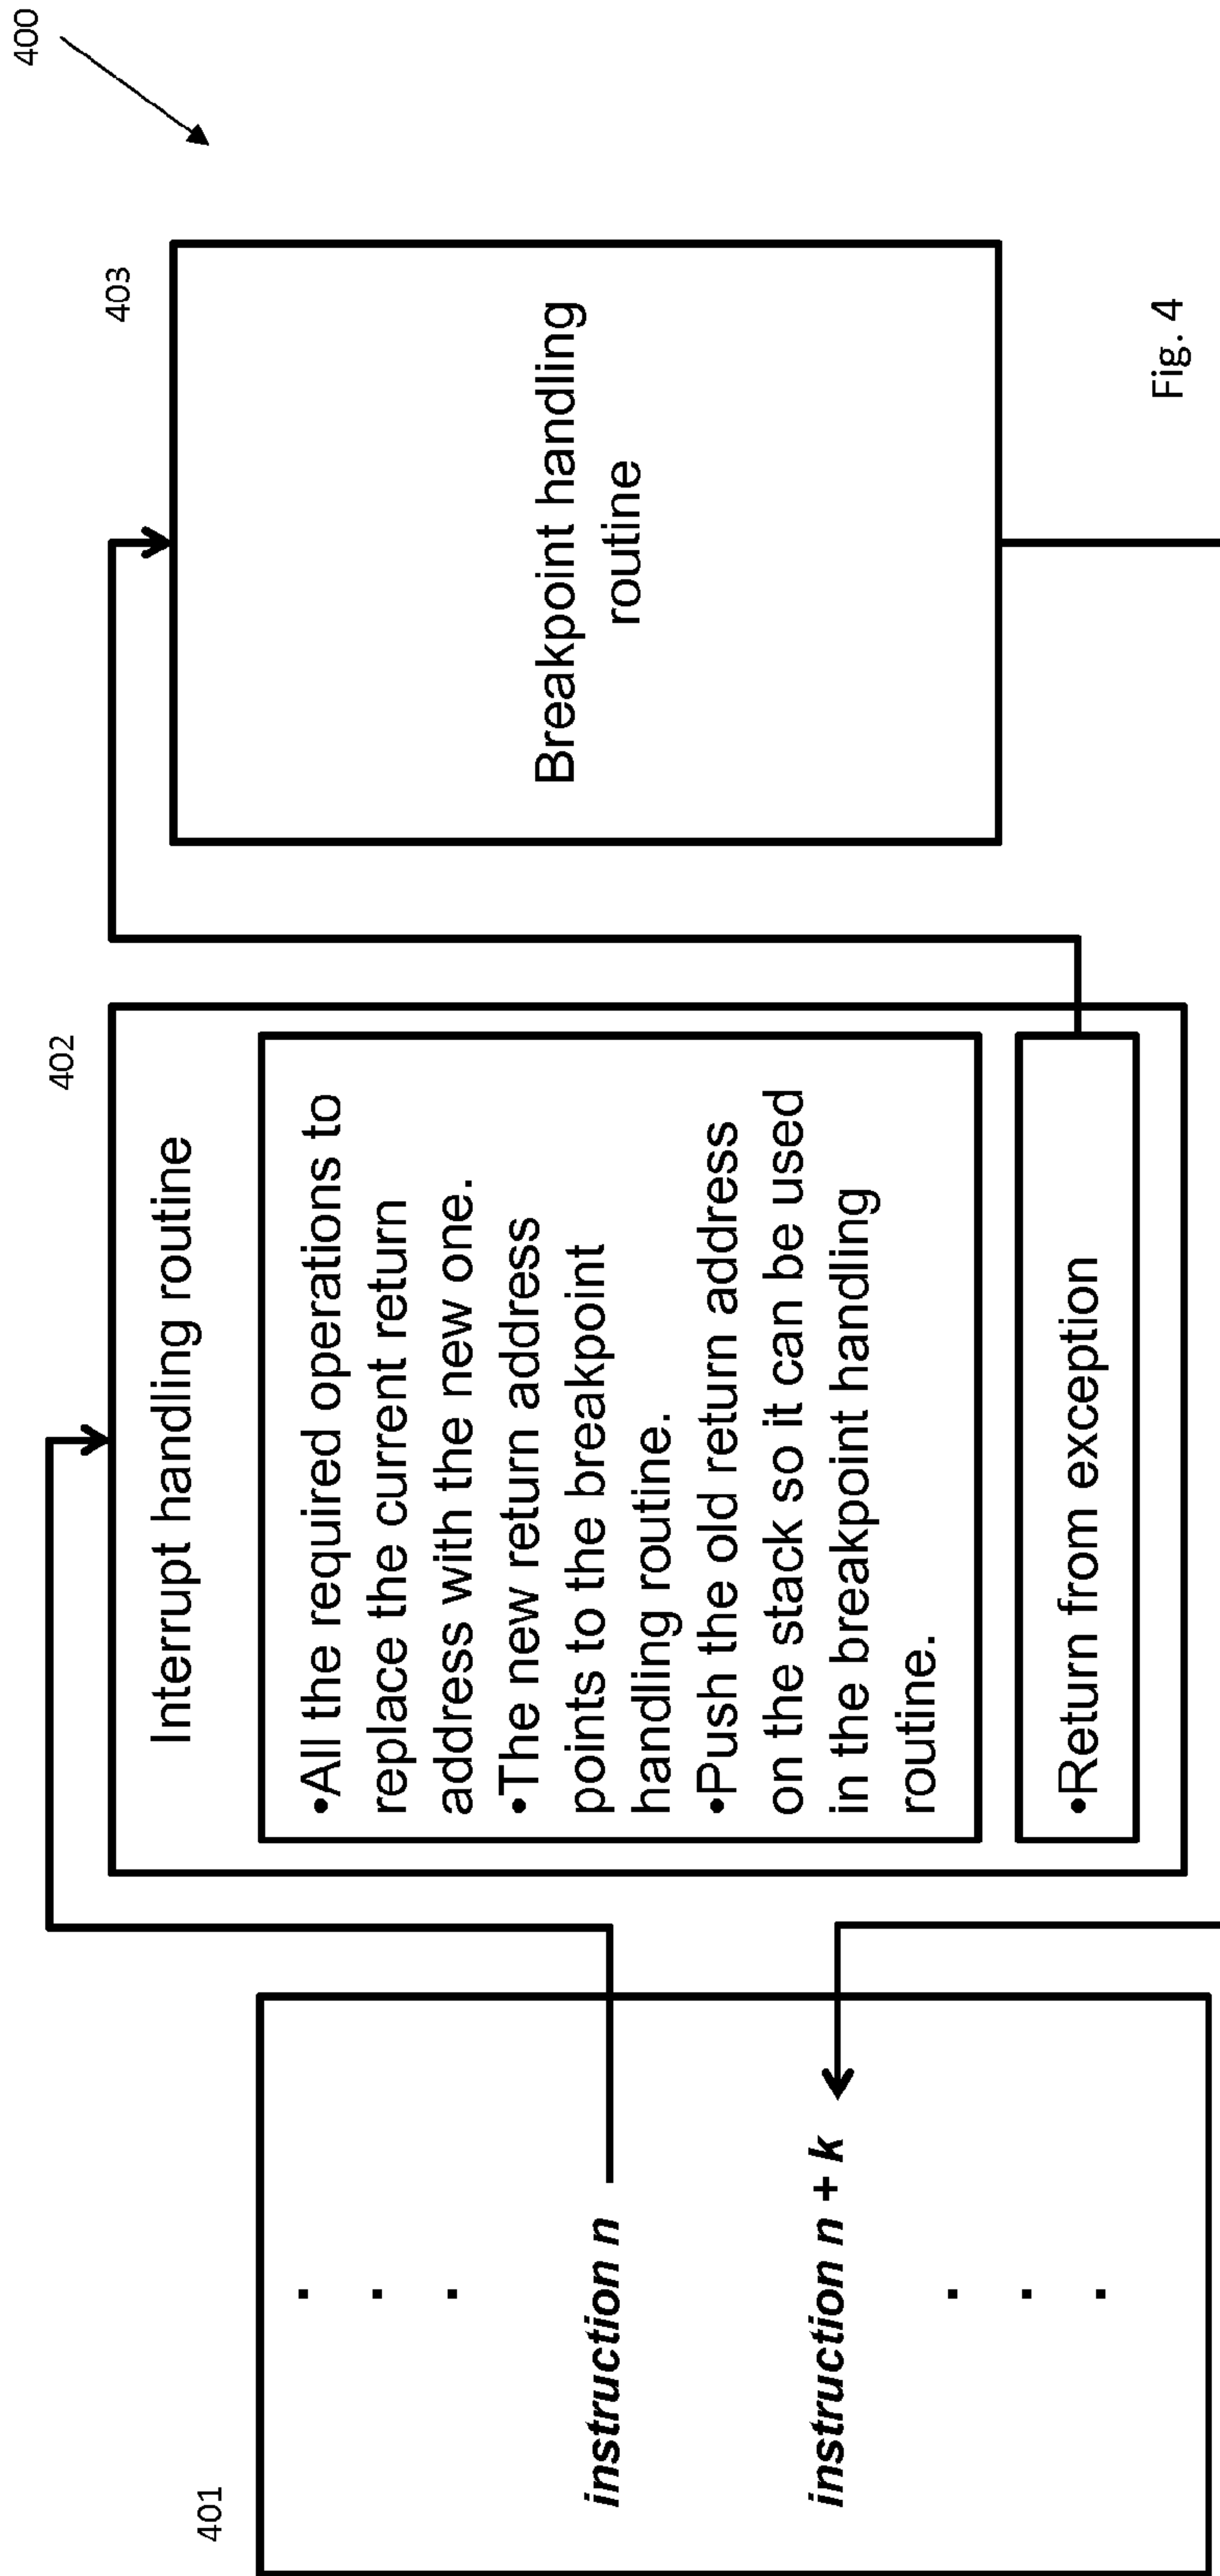 400
401
.
.
.
instruction n
instruction n + k
.
.
.
402
Interrupt handling routine
•All the required operations to
replace the current return
address with the new one.
•The new return address
points to the breakpoint
handling routine.
•Push the old return address
on the stack so it can be used
in the breakpoint handling
routine.
•Return from exception
403
Breakpoint handling
routine
Fig. 4